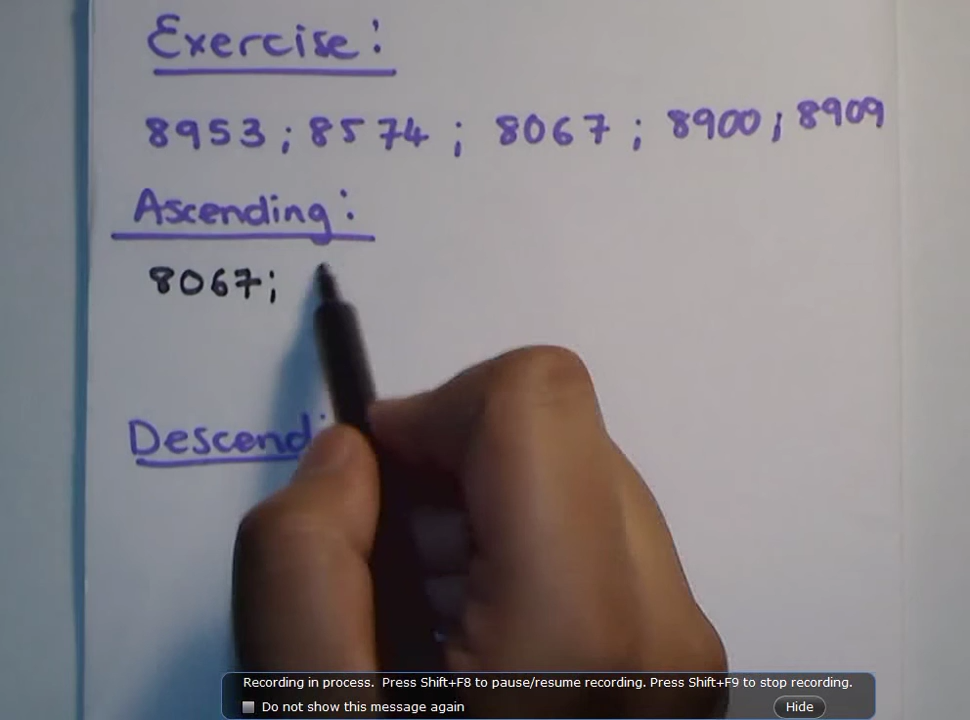 Exercise:
8953 ; 8574 ; 8067 ; 8900 ; 8909
Ascending:
8067;
Recording in process. Press Shift+F8 to pause/resume recording. Press Shift+F9 to stop recording.
Do not show this message again
Hide